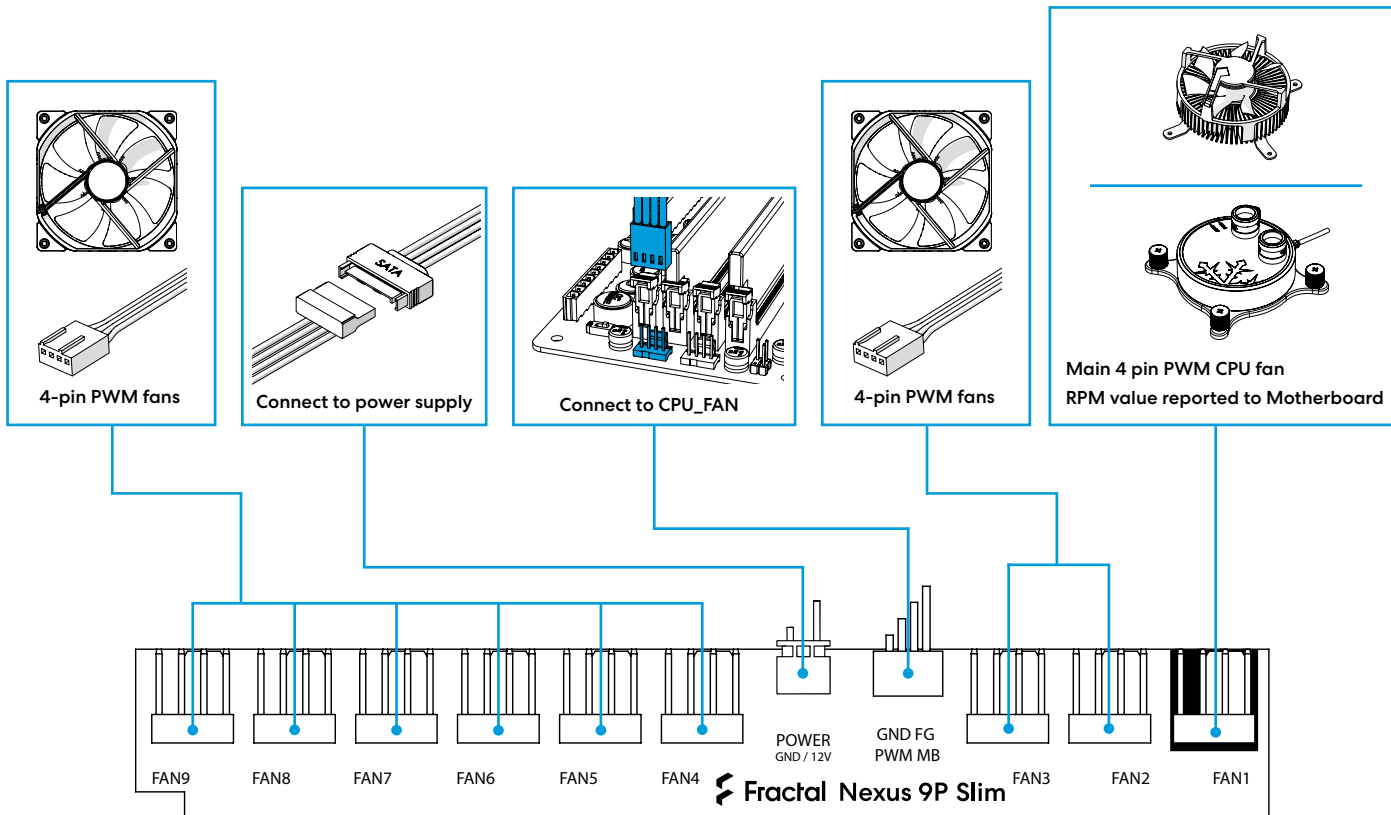 SATA
4-pin PWM fans
Connect to power supply
Connect to CPU_FAN
4-pin PWM fans
Main 4 pin PWM CPU fan
RPM value reported to Motherboard
FAN9
FAN8
FAN7
FAN6
FAN5
FAN4
POWER
GND / 12V
GND FG
PWM MB
FAN3
FAN2
FAN1
Fractal Nexus 9P Slim